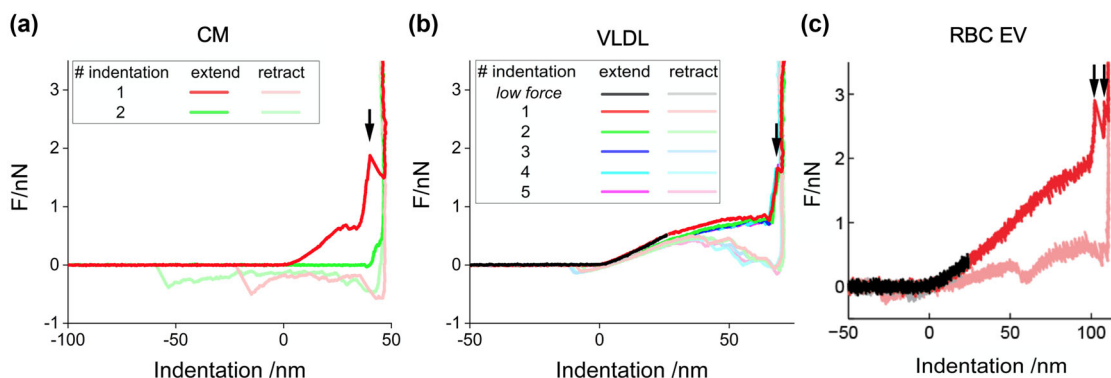 (a)
CM
# indentation extend retract
1
2
3
2
1
0
-1
F/nN
-100 -50 0 50
Indentation /nm
(b)
VLDL
# indentation extend retract
low force
1
2
3
4
5
3
2
1
0
-1
F/nN
-50 0 50
Indentation /nm
(c)
RBC EV
3
2
1
0
F/nN
-50 0 50 100
Indentation /nm